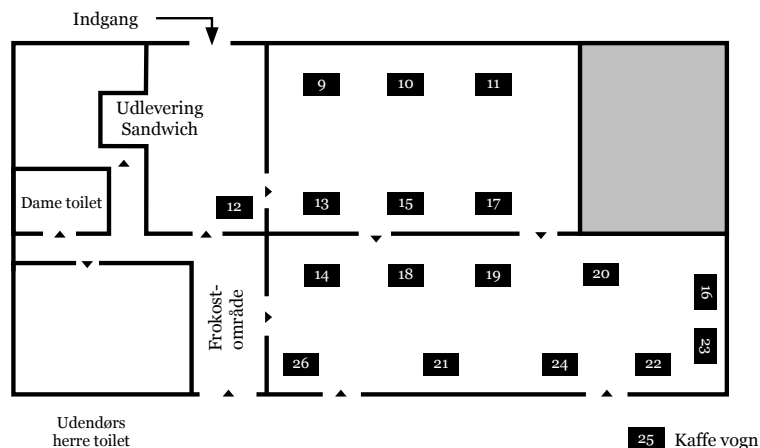 Indgang
9
10
11
Udlevering
Sandwich
Dame toilet
12
13
15
17
14
18
19
20
16
Frokost-
område
23
26
21
24
22
Udendørs
herre toilet
25 Kaffe vogn